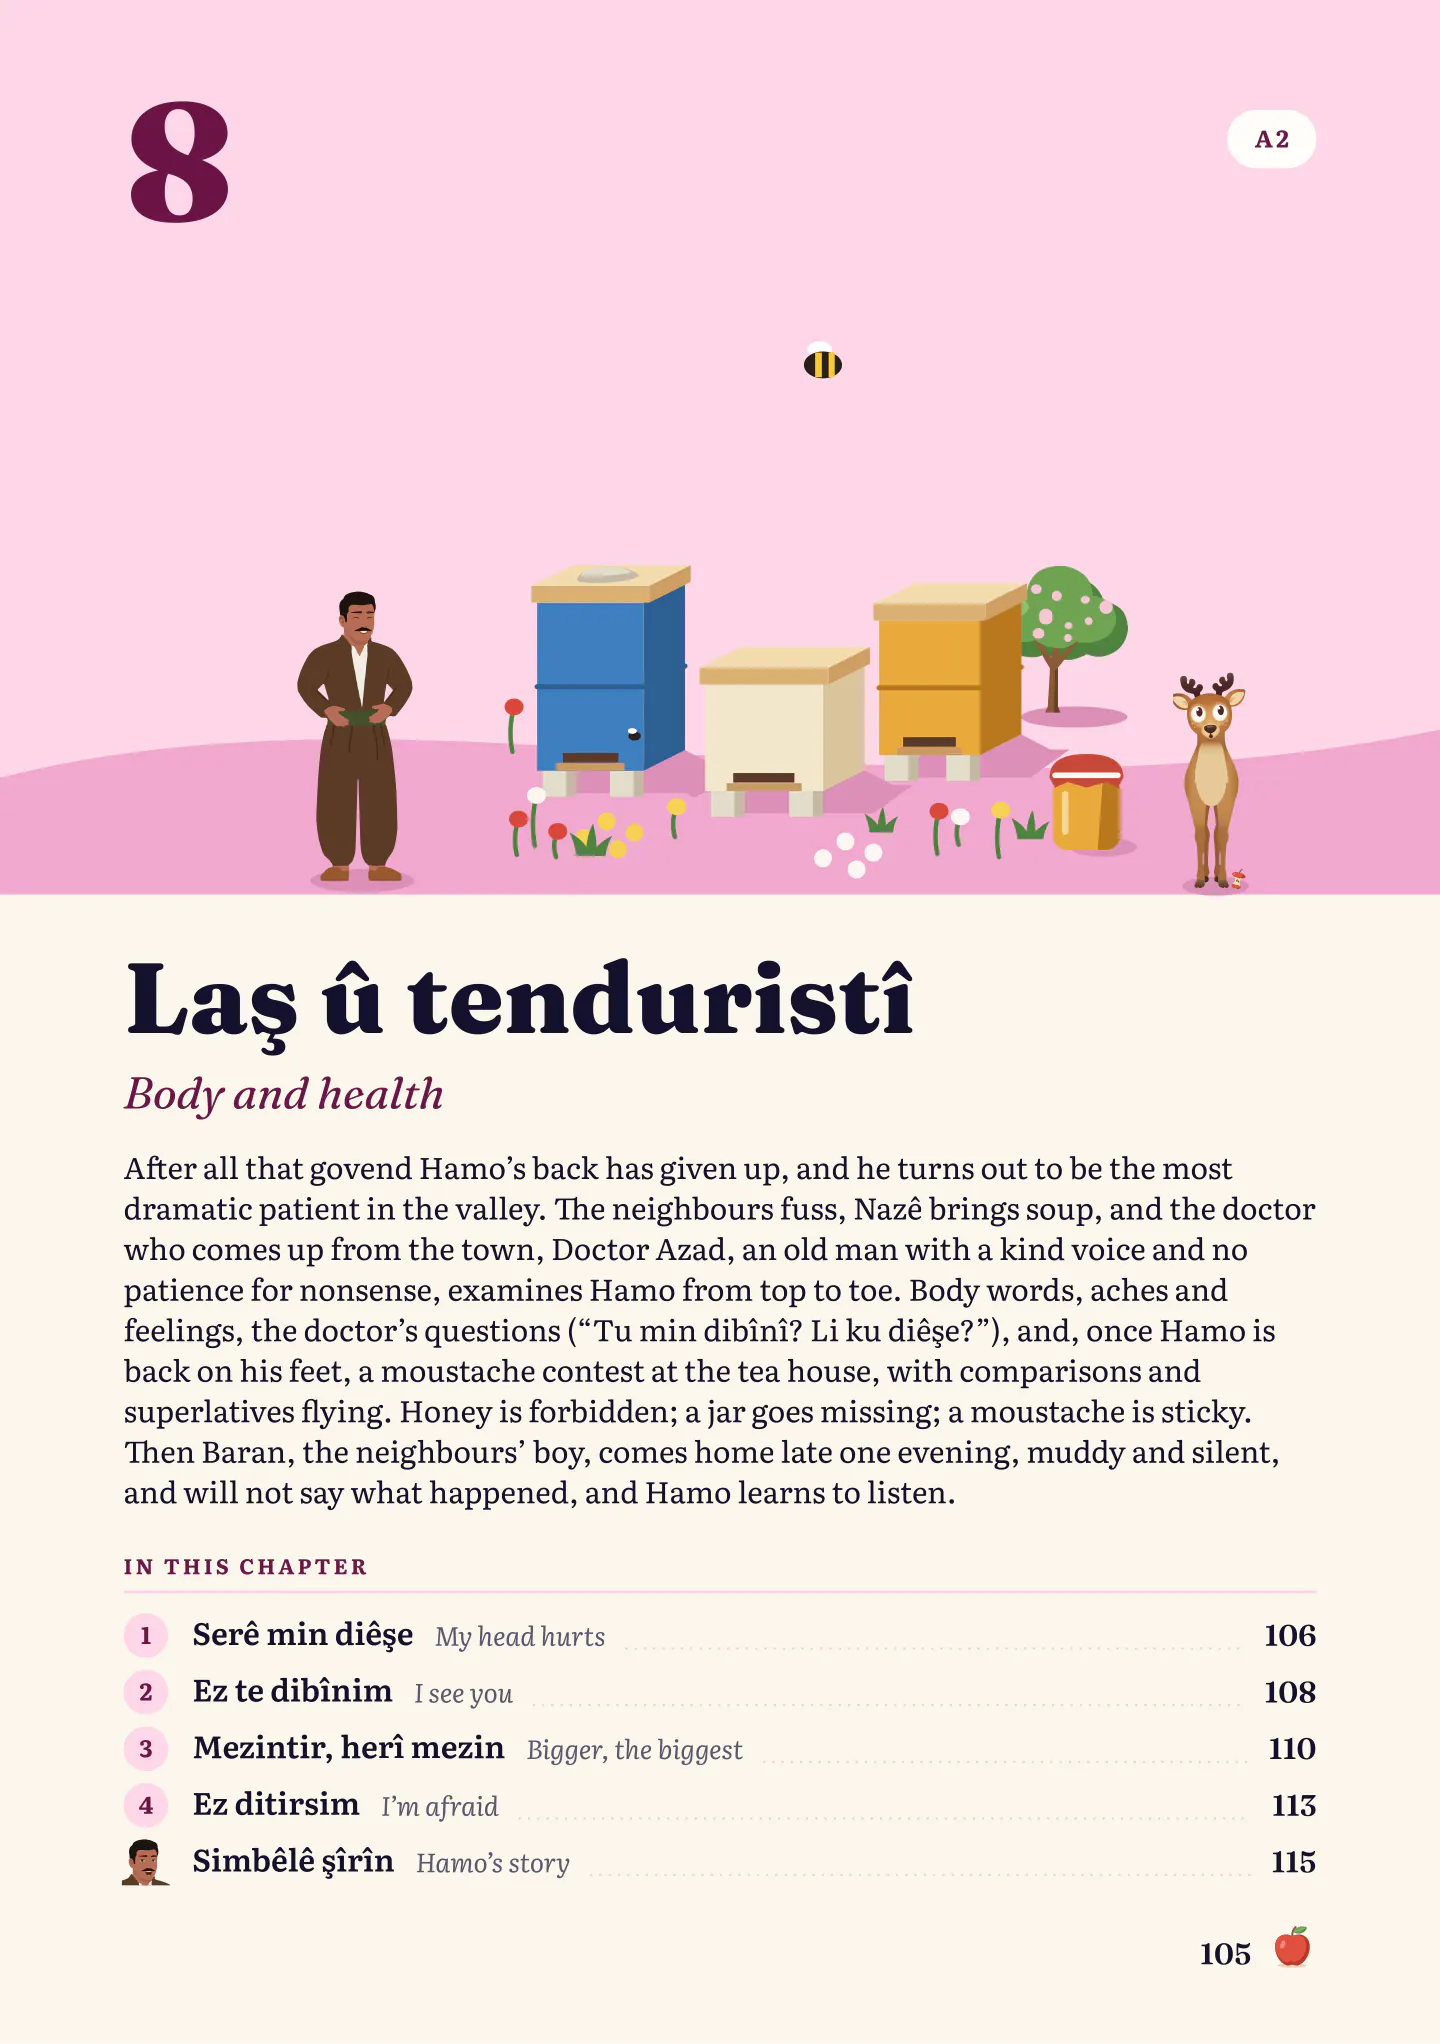 8
A2
Laş û tenduristî
Body and health
After all that govend Hamo’s back has given up, and he turns out to be the most
dramatic patient in the valley. The neighbours fuss, Nazê brings soup, and the doctor
who comes up from the town, Doctor Azad, an old man with a kind voice and no
patience for nonsense, examines Hamo from top to toe. Body words, aches and
feelings, the doctor’s questions (“Tu min dibînî? Li ku diêşe?”), and, once Hamo is
back on his feet, a moustache contest at the tea house, with comparisons and
superlatives flying. Honey is forbidden; a jar goes missing; a moustache is sticky.
Then Baran, the neighbours’ boy, comes home late one evening, muddy and silent,
and will not say what happened, and Hamo learns to listen.
IN THIS CHAPTER
1 Serê min diêşe My head hurts 106
2 Ez te dibînim I see you 108
3 Mezintir, herî mezin Bigger, the biggest 110
4 Ez ditirsim I’m afraid 113
Simbêlê şîrîn Hamo’s story 115
105